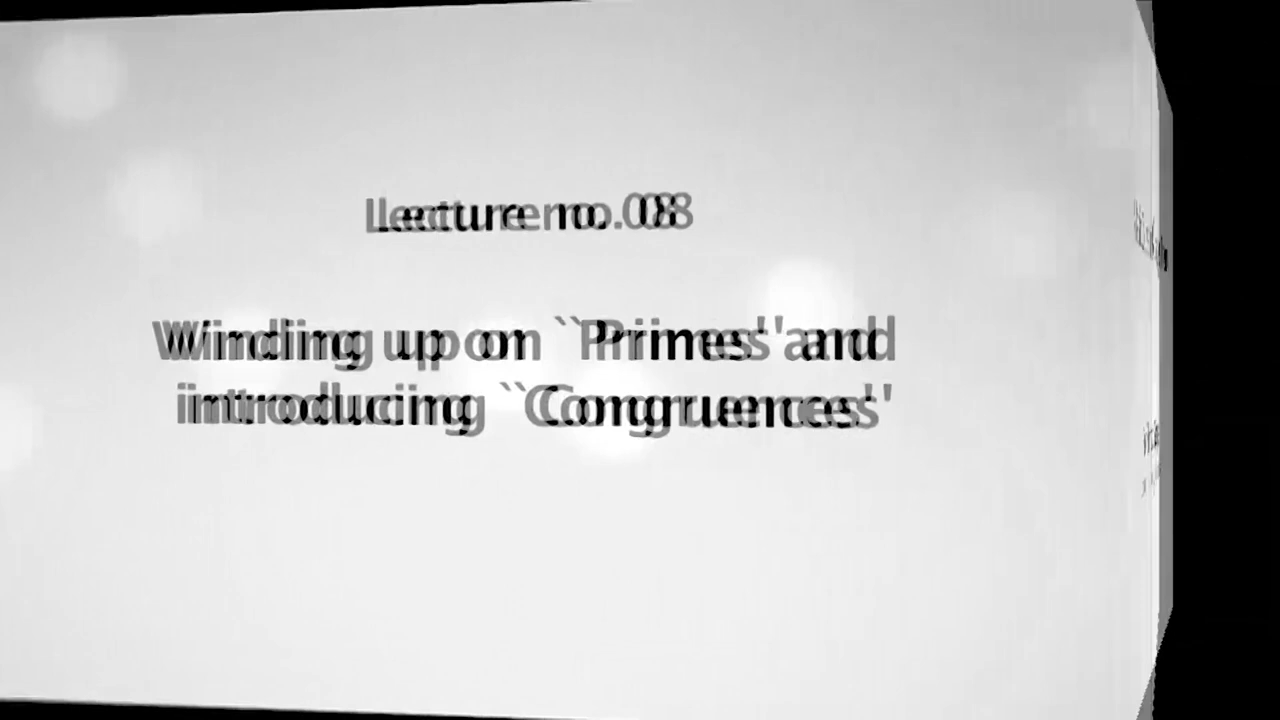 Lecture no. 08
Winding up on ``Primes'' and
introducing ``Congruences''